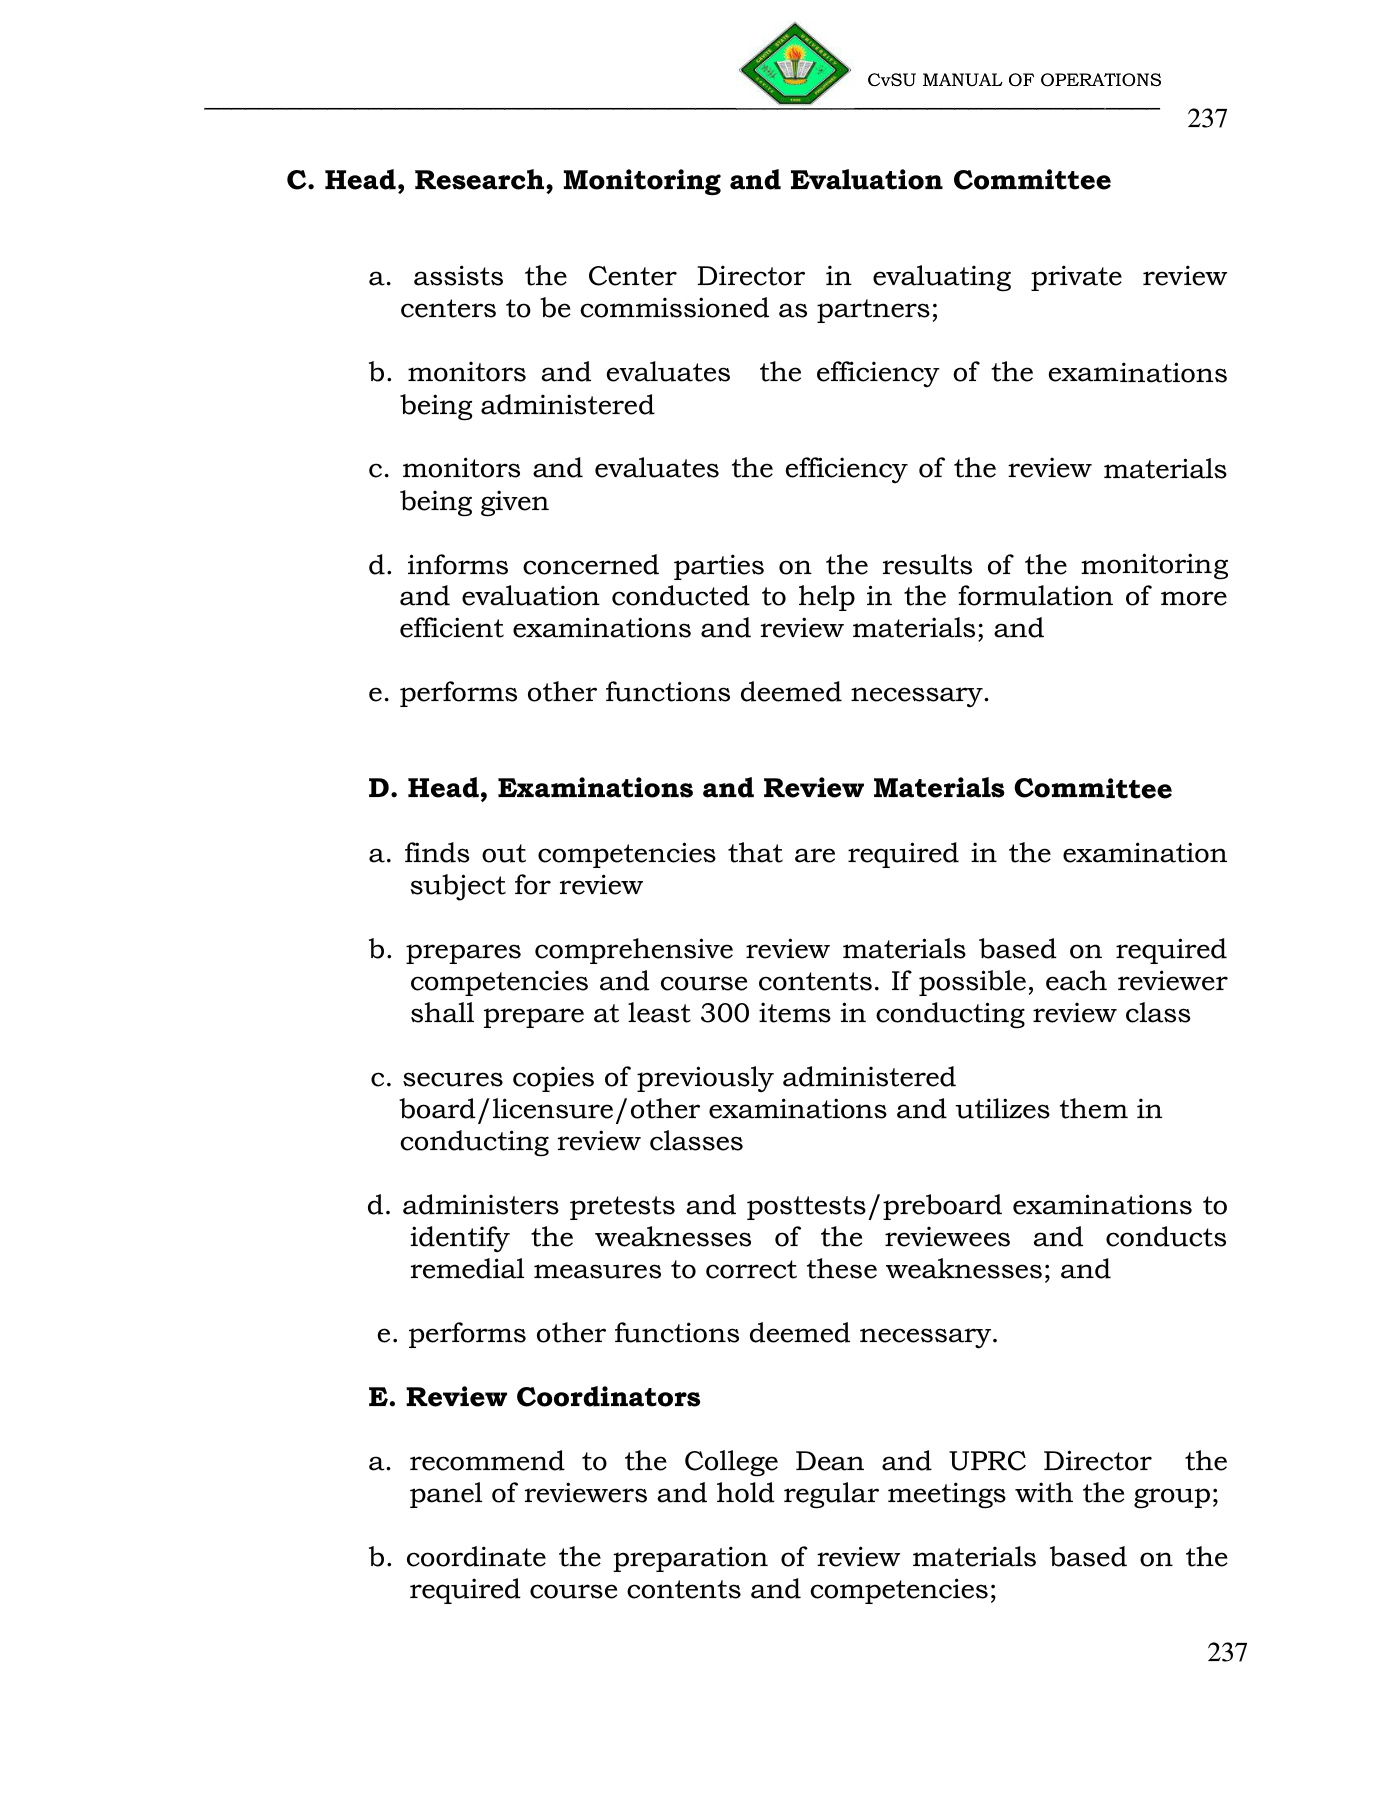 CvSU MANUAL OF OPERATIONS
237
C. Head, Research, Monitoring and Evaluation Committee
a. assists the Center Director in evaluating private review
centers to be commissioned as partners;
b. monitors and evaluates the efficiency of the examinations
being administered
c. monitors and evaluates the efficiency of the review materials
being given
d. informs concerned parties on the results of the monitoring
and evaluation conducted to help in the formulation of more
efficient examinations and review materials; and
e. performs other functions deemed necessary.
D. Head, Examinations and Review Materials Committee
a. finds out competencies that are required in the examination
subject for review
b. prepares comprehensive review materials based on required
competencies and course contents. If possible, each reviewer
shall prepare at least 300 items in conducting review class
c. secures copies of previously administered
board/licensure/other examinations and utilizes them in
conducting review classes
d. administers pretests and posttests/preboard examinations to
identify the weaknesses of the reviewees and conducts
remedial measures to correct these weaknesses; and
e. performs other functions deemed necessary.
E. Review Coordinators
a. recommend to the College Dean and UPRC Director the
panel of reviewers and hold regular meetings with the group;
b. coordinate the preparation of review materials based on the
required course contents and competencies;
237